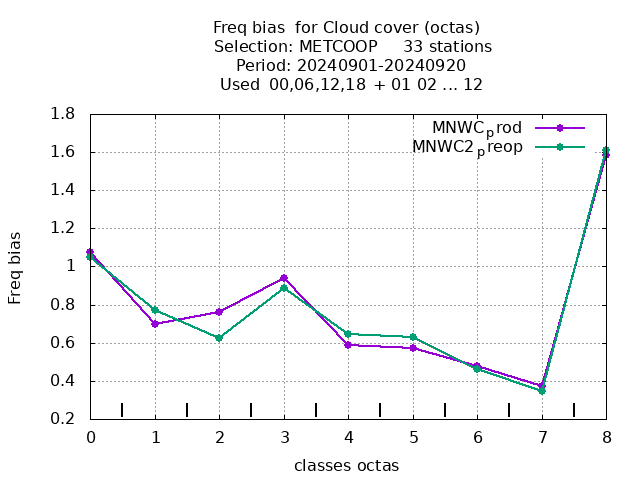 Freq bias  for Cloud cover (octas)
Selection: METCOOP     33 stations
Period: 20240901-20240920
Used  00,06,12,18  + 01 02 ... 12
MNWCprod
MNWC2preop
Freq bias
1.8
1.6
1.4
1.2
1
0.8
0.6
0.4
0.2
0 1 2 3 4 5 6 7 8
classes octas